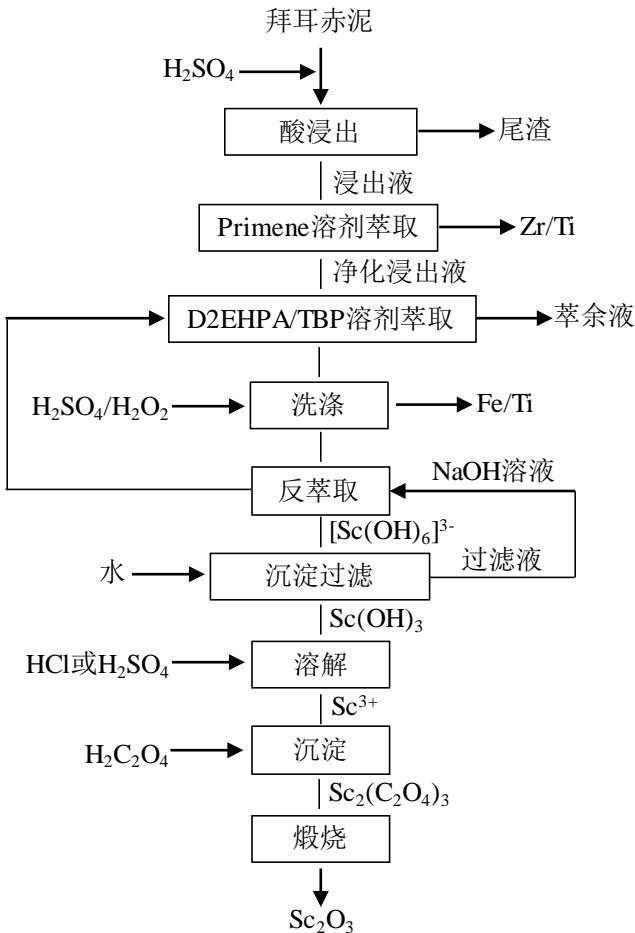 拜耳赤泥
H₂SO₄
酸浸出
尾渣
浸出液
Primene溶剂萃取
Zr/Ti
净化浸出液
D2EHPA/TBP溶剂萃取
萃余液
H₂SO₄/H₂O₂
洗涤
Fe/Ti
NaOH溶液
反萃取
[Sc(OH)₆]³⁻
水
沉淀过滤
过滤液
Sc(OH)₃
HCl或H₂SO₄
溶解
Sc³⁺
H₂C₂O₄
沉淀
Sc₂(C₂O₄)₃
煅烧
Sc₂O₃